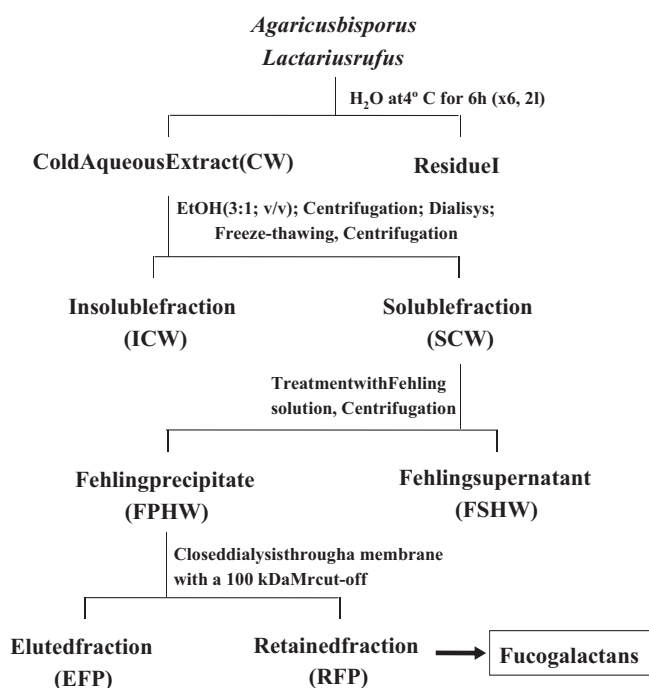 Agaricusbisporus
Lactariusrufus
H₂O at4º C for 6h (x6, 2l)
ColdAqueousExtract(CW)
ResidueI
EtOH(3:1; v/v); Centrifugation; Dialisys;
Freeze-thawing, Centrifugation
Insolublefraction
(ICW)
Solublefraction
(SCW)
TreatmentwithFehling
solution, Centrifugation
Fehlingprecipitate
(FPHW)
Fehlingsupernatant
(FSHW)
Closeddialysisthrougha membrane
with a 100 kDaMrcut-off
Elutedfraction
(EFP)
Retainedfraction
(RFP)
Fucogalactans